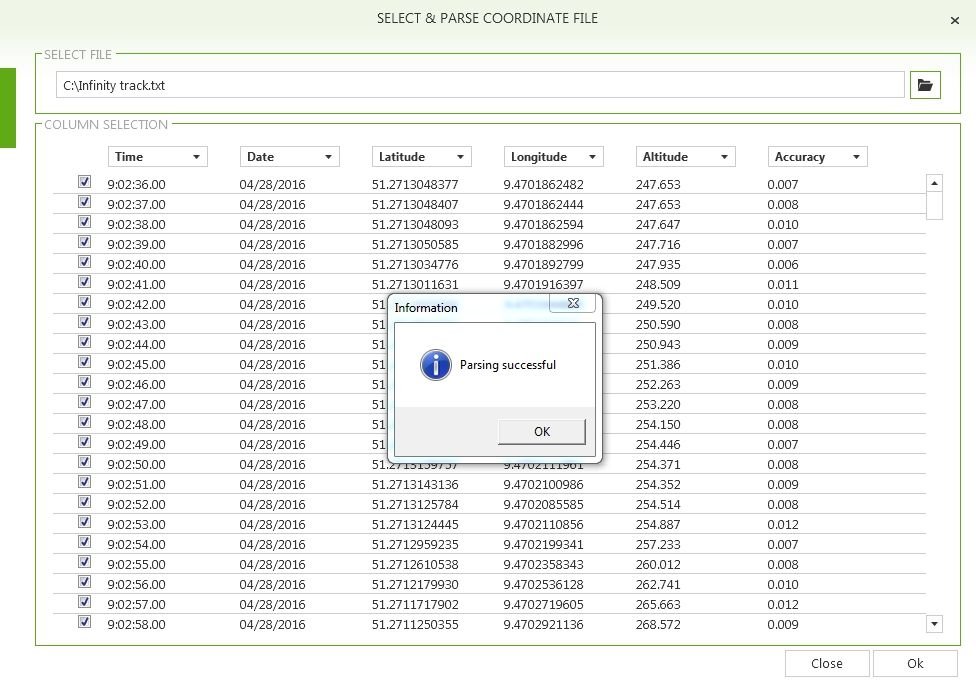 SELECT & PARSE COORDINATE FILE
SELECT FILE
C:\Infinity track.txt
COLUMN SELECTION
Time Date Latitude Longitude Altitude Accuracy
9:02:36.00 04/28/2016 51.2713048377 9.4701862482 247.653 0.007
9:02:37.00 04/28/2016 51.2713048407 9.4701862444 247.653 0.008
9:02:38.00 04/28/2016 51.2713048093 9.4701862594 247.647 0.010
9:02:39.00 04/28/2016 51.2713050585 9.4701882996 247.716 0.007
9:02:40.00 04/28/2016 51.2713034776 9.4701892799 247.935 0.006
9:02:41.00 04/28/2016 51.2713011631 9.4701916397 248.509 0.011
9:02:42.00 04/28/2016 51 249.520 0.010
9:02:43.00 04/28/2016 51 250.590 0.008
9:02:44.00 04/28/2016 51 250.943 0.009
9:02:45.00 04/28/2016 51 251.386 0.010
9:02:46.00 04/28/2016 51 252.263 0.009
9:02:47.00 04/28/2016 51 253.220 0.008
9:02:48.00 04/28/2016 51 254.150 0.008
9:02:49.00 04/28/2016 51 254.446 0.007
9:02:50.00 04/28/2016 51.2713159757 9.4702111961 254.371 0.008
9:02:51.00 04/28/2016 51.2713143136 9.4702100986 254.352 0.009
9:02:52.00 04/28/2016 51.2713125784 9.4702085585 254.514 0.008
9:02:53.00 04/28/2016 51.2713124445 9.4702110856 254.887 0.012
9:02:54.00 04/28/2016 51.2712959235 9.4702199341 257.233 0.007
9:02:55.00 04/28/2016 51.2712610538 9.4702358343 260.012 0.008
9:02:56.00 04/28/2016 51.2712179930 9.4702536128 262.741 0.010
9:02:57.00 04/28/2016 51.2711717902 9.4702719605 265.663 0.012
9:02:58.00 04/28/2016 51.2711250355 9.4702921136 268.572 0.009
Information
Parsing successful
OK
Close Ok